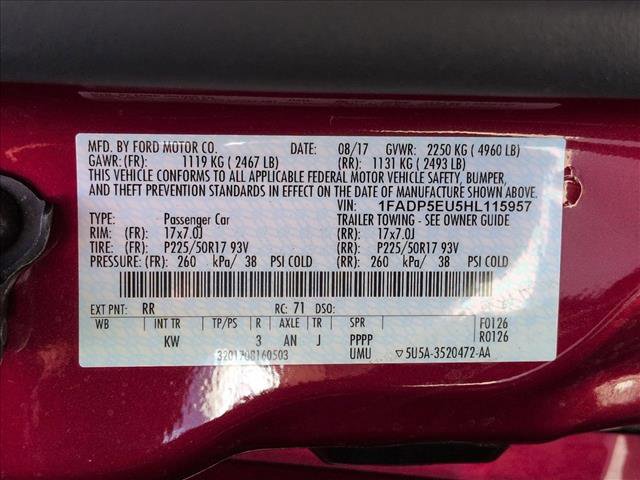 MFD. BY FORD MOTOR CO. DATE: 08/17 GVWR: 2250 KG ( 4960 LB)
GAWR: (FR): 1119 KG ( 2467 LB) (RR): 1131 KG ( 2493 LB)
THIS VEHICLE CONFORMS TO ALL APPLICABLE FEDERAL MOTOR VEHICLE SAFETY, BUMPER,
AND THEFT PREVENTION STANDARDS IN EFFECT ON THE DATE OF MANUFACTURE SHOWN ABOVE.
VIN: 1FADP5EU5HL115957
TYPE: Passenger Car TRAILER TOWING - SEE OWNER GUIDE
RIM: (FR): 17x7.0J (RR): 17x7.0J
TIRE: (FR): P225/50R17 93V (RR): P225/50R17 93V
PRESSURE: (FR): 260 kPa/ 38 PSI COLD (RR): 260 kPa/ 38 PSI COLD
EXT PNT: RR RC: 71 DSO:
WB INT TR TP/PS R AXLE TR SPR F0126
KW 3 AN J PPPP R0126
3201708160503 UMU ▽5U5A-3520472-AA